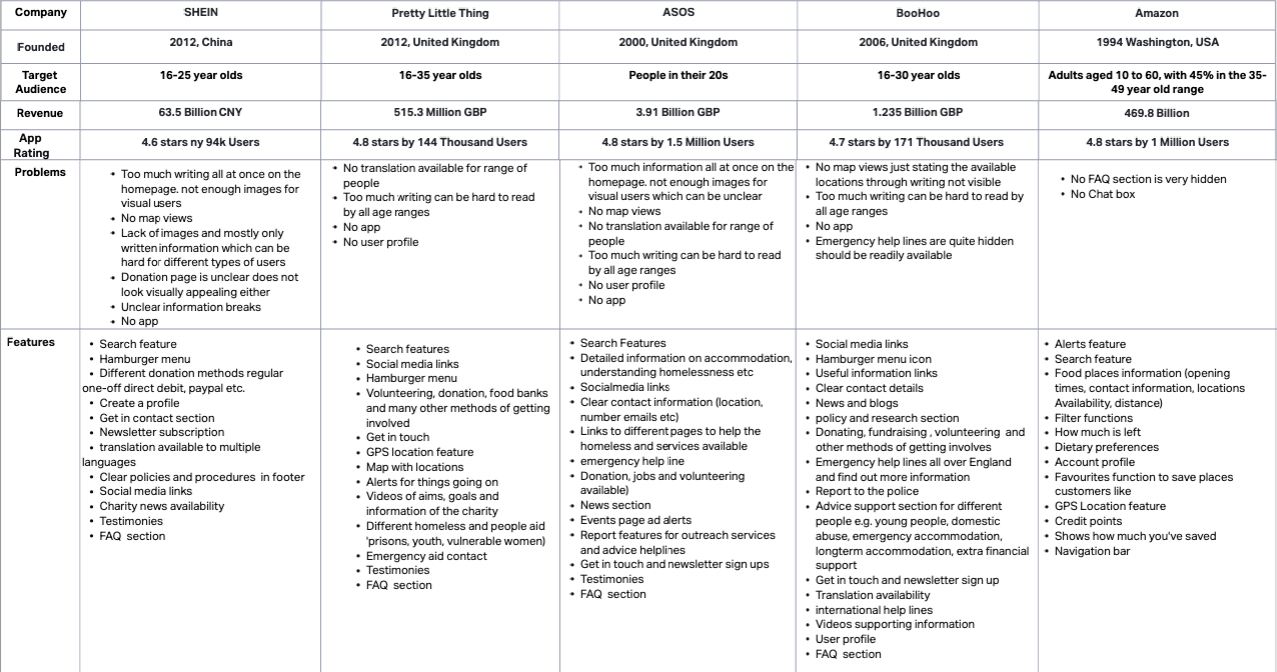 Company
SHEIN
Pretty Little Thing
ASOS
BooHoo
Amazon
Founded
2012, China
2012, United Kingdom
2000, United Kingdom
2006, United Kingdom
1994 Washington, USA
Target
Audience
16-25 year olds
16-35 year olds
People in their 20s
16-30 year olds
Adults aged 10 to 60, with 45% in the 35-
49 year old range
Revenue
63.5 Billion CNY
515.3 Million GBP
3.91 Billion GBP
1.235 Billion GBP
469.8 Billion
App
Rating
4.6 stars ny 94k Users
4.8 stars by 144 Thousand Users
4.8 stars by 1.5 Million Users
4.7 stars by 171 Thousand Users
4.8 stars by 1 Million Users
Problems
• Too much writing all at once on the
homepage. not enough images for
visual users
• No map views
• Lack of images and mostly only
written information which can be
hard for different types of users
• Donation page is unclear does not
look visually appealing either
• Unclear information breaks
• No app
• No translation available for range of
people
• Too much writing can be hard to read
by all age ranges
• No app
• No user profile
• Too much information all at once on the
homepage. not enough images for
visual users which can be unclear
• No map views
• No translation available for range of
people
• Too much writing can be hard to read
by all age ranges
• No user profile
• No app
• No map views just stating the available
locations through writing not visible
• Too much writing can be hard to read by
all age ranges
• No app
• Emergency help lines are quite hidden
should be readily available
• No FAQ section is very hidden
• No Chat box
Features
• Search feature
• Hamburger menu
• Different donation methods regular
one-off direct debit, paypal etc.
• Create a profile
• Get in contact section
• Newsletter subscription
• translation available to multiple
languages
• Clear policies and procedures in footer
• Social media links
• Charity news availability
• Testimonies
• FAQ section
• Search features
• Social media links
• Hamburger menu
• Volunteering, donation, food banks
and many other methods of getting
involved
• Get in touch
• GPS location feature
• Map with locations
• Alerts for things going on
• Videos of aims, goals and
information of the charity
• Different homeless and people aid
'prisons, youth, vulnerable women)
• Emergency aid contact
• Testimonies
• FAQ section
• Search Features
• Detailed information on accommodation,
understanding homelessness etc
• Socialmedia links
• Clear contact information (location,
number emails etc)
• Links to different pages to help the
homeless and services available
• emergency help line
• Donation, jobs and volunteering
available)
• News section
• Events page ad alerts
• Report features for outreach services
and advice helplines
• Get in touch and newsletter sign ups
• Testimonies
• FAQ section
• Social media links
• Hamburger menu icon
• Useful information links
• Clear contact details
• News and blogs
• policy and research section
• Donating, fundraising , volunteering and
other methods of getting involves
• Emergency help lines all over England
and find out more information
• Report to the police
• Advice support section for different
people e.g. young people, domestic
abuse, emergency accommodation,
longterm accommodation, extra financial
support
• Get in touch and newsletter sign up
• Translation availability
• international help lines
• Videos supporting information
• User profile
• FAQ section
• Alerts feature
• Search feature
• Food places information (opening
times, contact information, locations
Availability, distance)
• Filter functions
• How much is left
• Dietary preferences
• Account profile
• Favourites function to save places
customers like
• GPS Location feature
• Credit points
• Shows how much you've saved
• Navigation bar